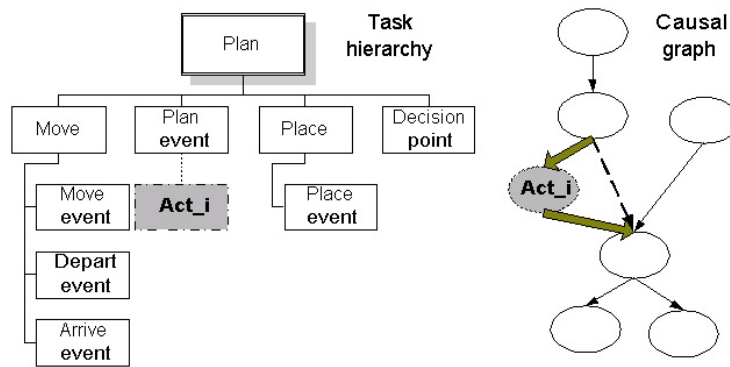 Plan
Task
hierarchy
Causal
graph
Move
Plan
event
Place
Decision
point
Move
event
Act_i
Place
event
Depart
event
Arrive
event
Act_i